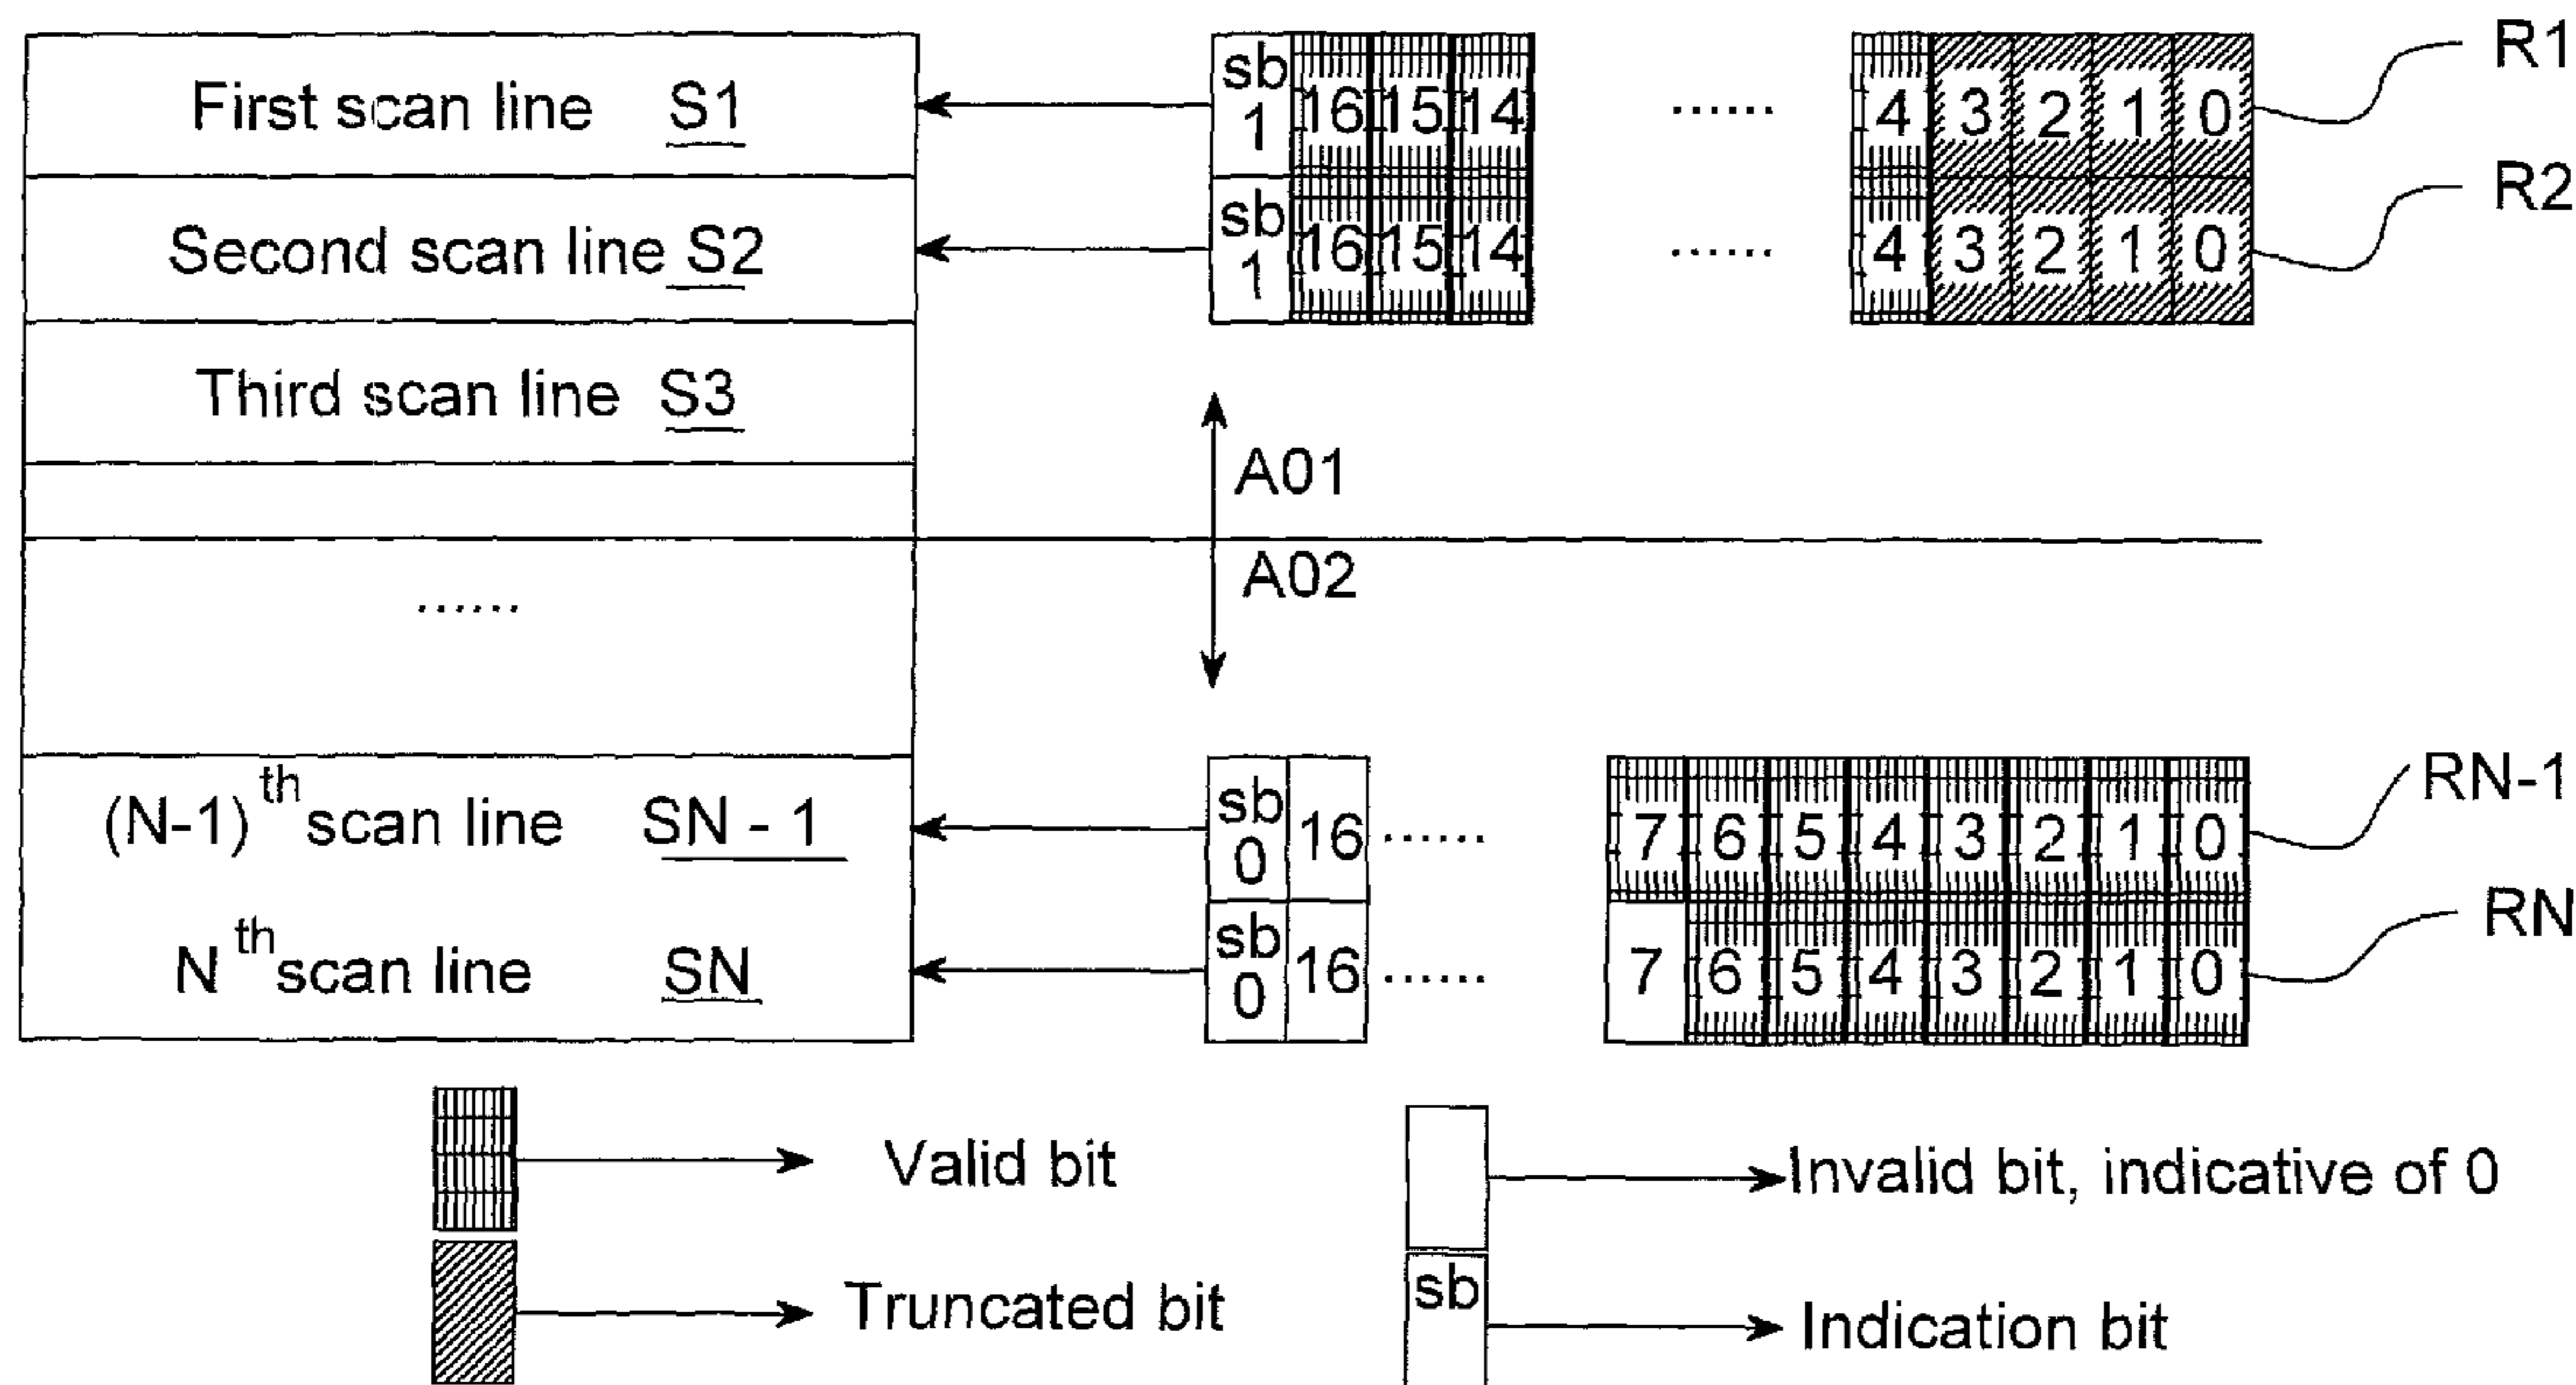 First scan line S1
sb 1 16 15 14 ...... 4 3 2 1 0
R1
Second scan line S2
sb 1 16 15 14 ...... 4 3 2 1 0
R2
Third scan line S3
A01
A02
......
(N-1)th scan line SN - 1
sb 0 16 ...... 7 6 5 4 3 2 1 0
RN-1
Nth scan line SN
sb 0 16 ...... 7 6 5 4 3 2 1 0
RN
Valid bit
Invalid bit, indicative of 0
Truncated bit
sb
Indication bit